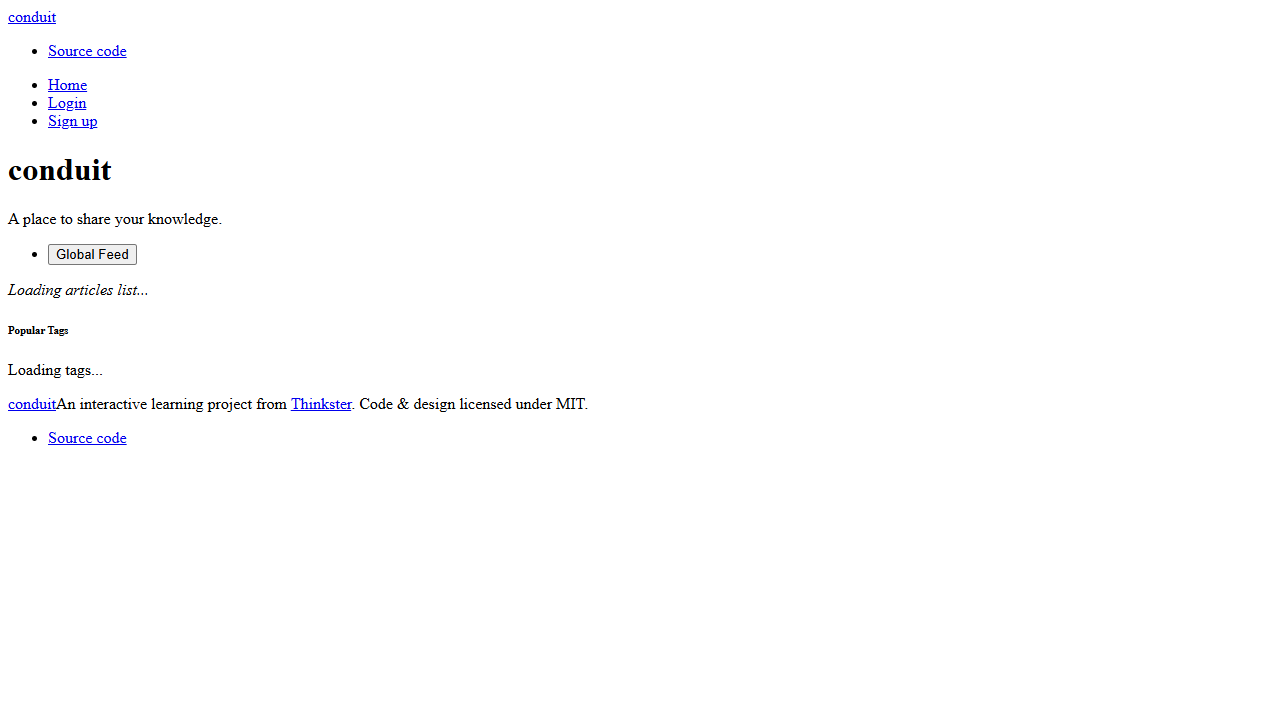 conduit
Source code
Home
Login
Sign up
conduit
A place to share your knowledge.
Global Feed
Loading articles list...
Popular Tags
Loading tags...
conduitAn interactive learning project from Thinkster. Code & design licensed under MIT.
Source code